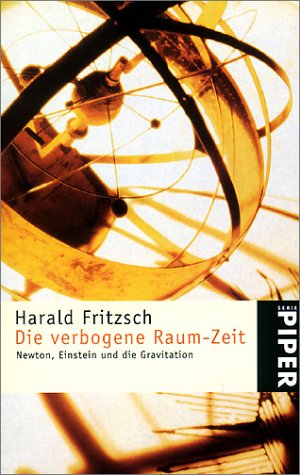 Harald Fritzsch
Die verbogene Raum-Zeit
Newton, Einstein und die Gravitation
SERIE
PIPER